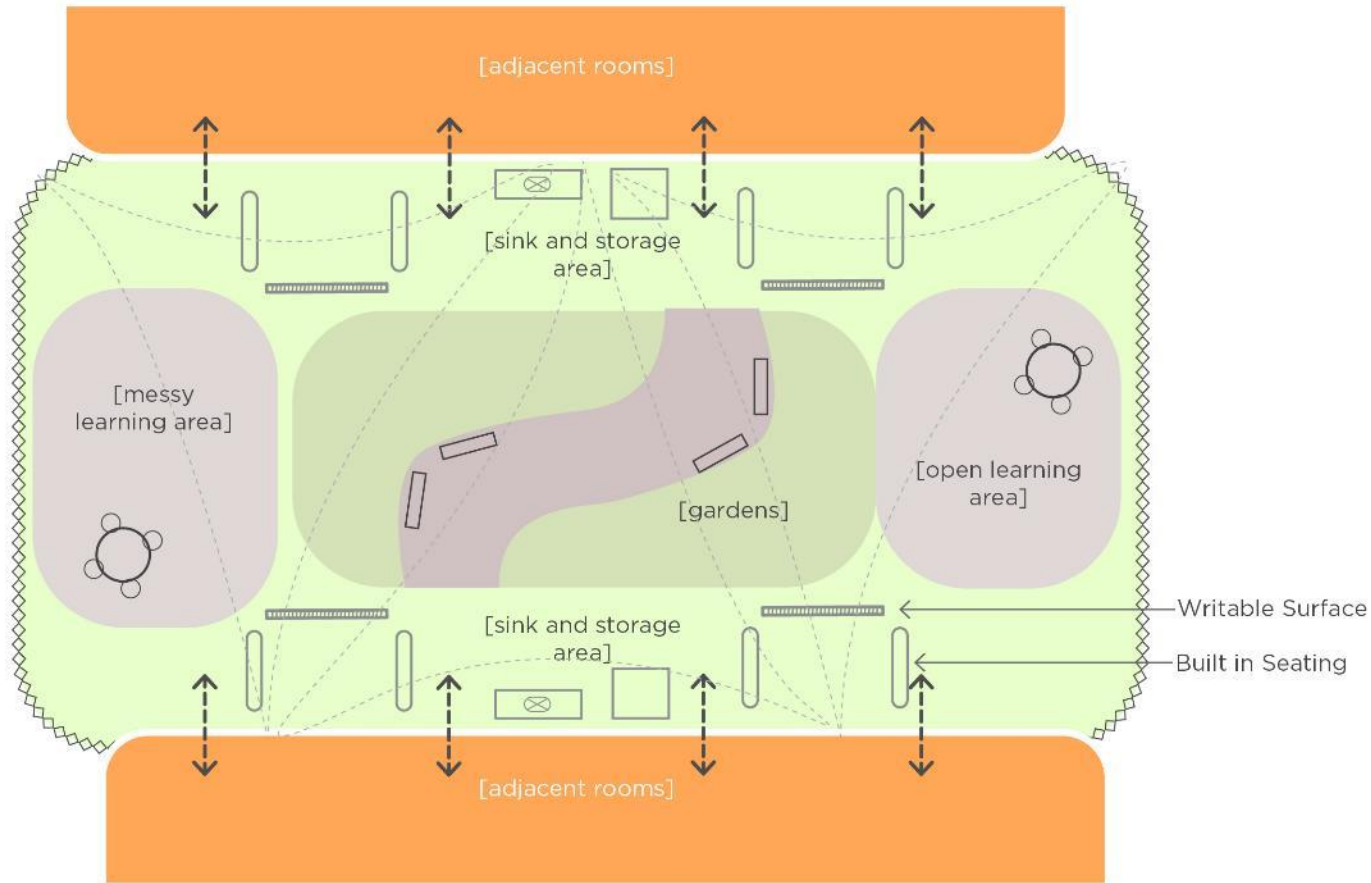 [adjacent rooms]
[sink and storage
area]
[messy
learning area]
[open learning
area]
[gardens]
Writable Surface
[sink and storage
area]
Built in Seating
[adjacent rooms]